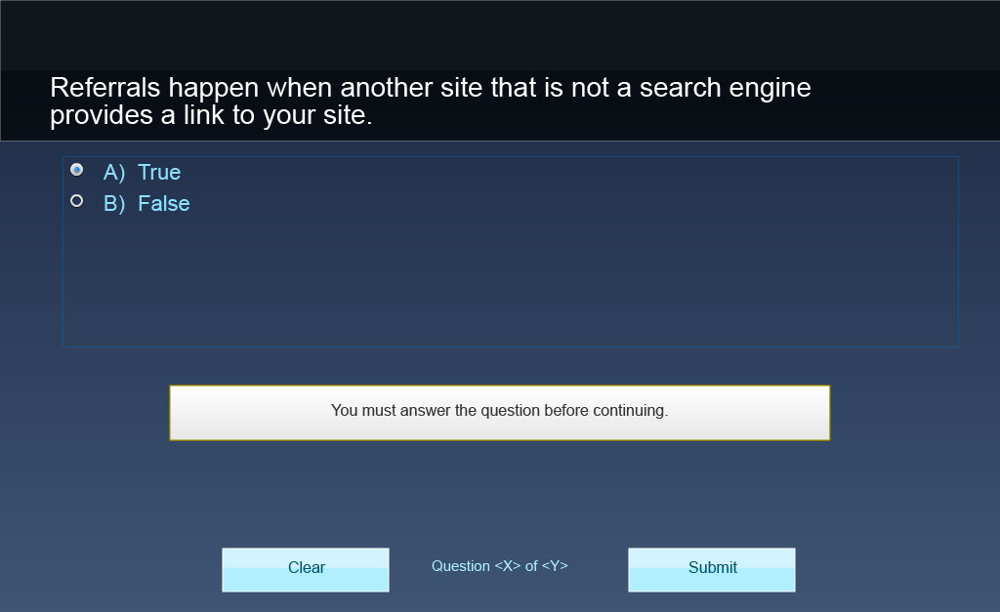 Referrals happen when another site that is not a search engine
provides a link to your site.
A) True
B) False
You must answer the question before continuing.
Clear
Question <X> of <Y>
Submit